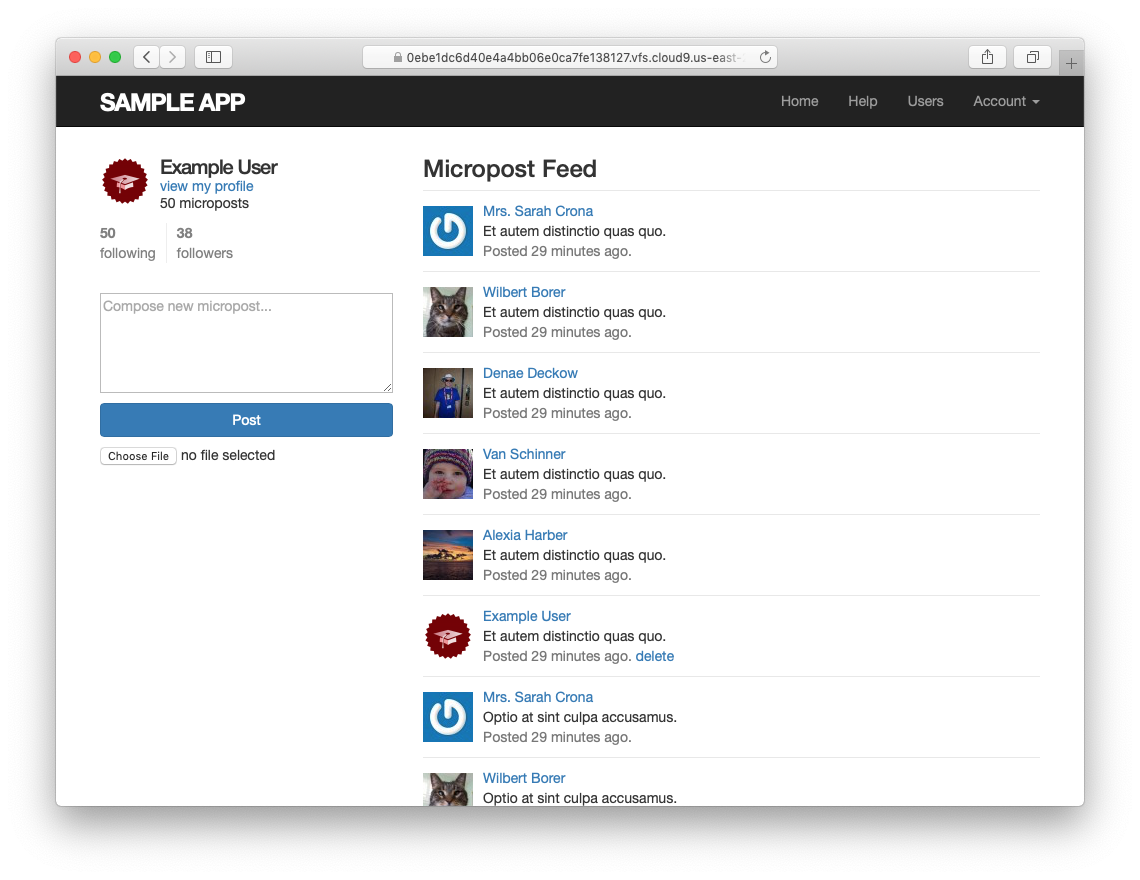 0ebe1dc6d40e4a4bb06e0ca7fe138127.vfs.cloud9.us-east-
SAMPLE APP
Home Help Users Account
Example User
view my profile
50 microposts
50 following
38 followers
Compose new micropost...
Post
Choose File no file selected
Micropost Feed
Mrs. Sarah Crona
Et autem distinctio quas quo.
Posted 29 minutes ago.
Wilbert Borer
Et autem distinctio quas quo.
Posted 29 minutes ago.
Denae Deckow
Et autem distinctio quas quo.
Posted 29 minutes ago.
Van Schinner
Et autem distinctio quas quo.
Posted 29 minutes ago.
Alexia Harber
Et autem distinctio quas quo.
Posted 29 minutes ago.
Example User
Et autem distinctio quas quo.
Posted 29 minutes ago. delete
Mrs. Sarah Crona
Optio at sint culpa accusamus.
Posted 29 minutes ago.
Wilbert Borer
Optio at sint culpa accusamus.